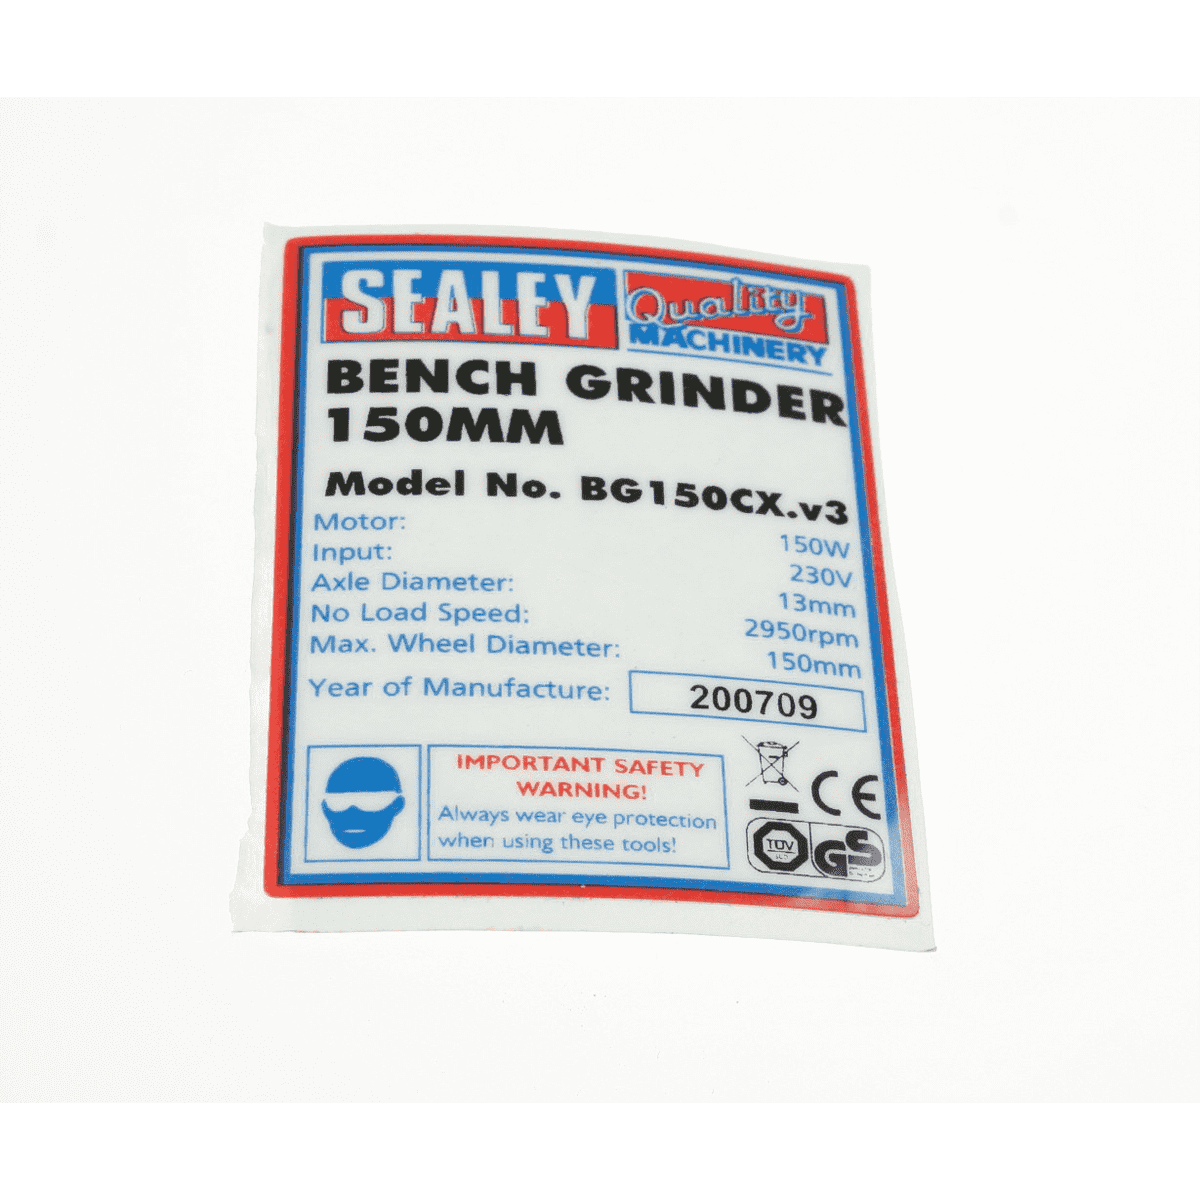 SEALEY Quality
MACHINERY
BENCH GRINDER
150MM
Model No. BG150CX.v3
Motor: 150W
Input: 230V
Axle Diameter: 13mm
No Load Speed: 2950rpm
Max. Wheel Diameter: 150mm
Year of Manufacture: 200709
IMPORTANT SAFETY
WARNING!
Always wear eye protection
when using these tools!
CE
TÜV
GS